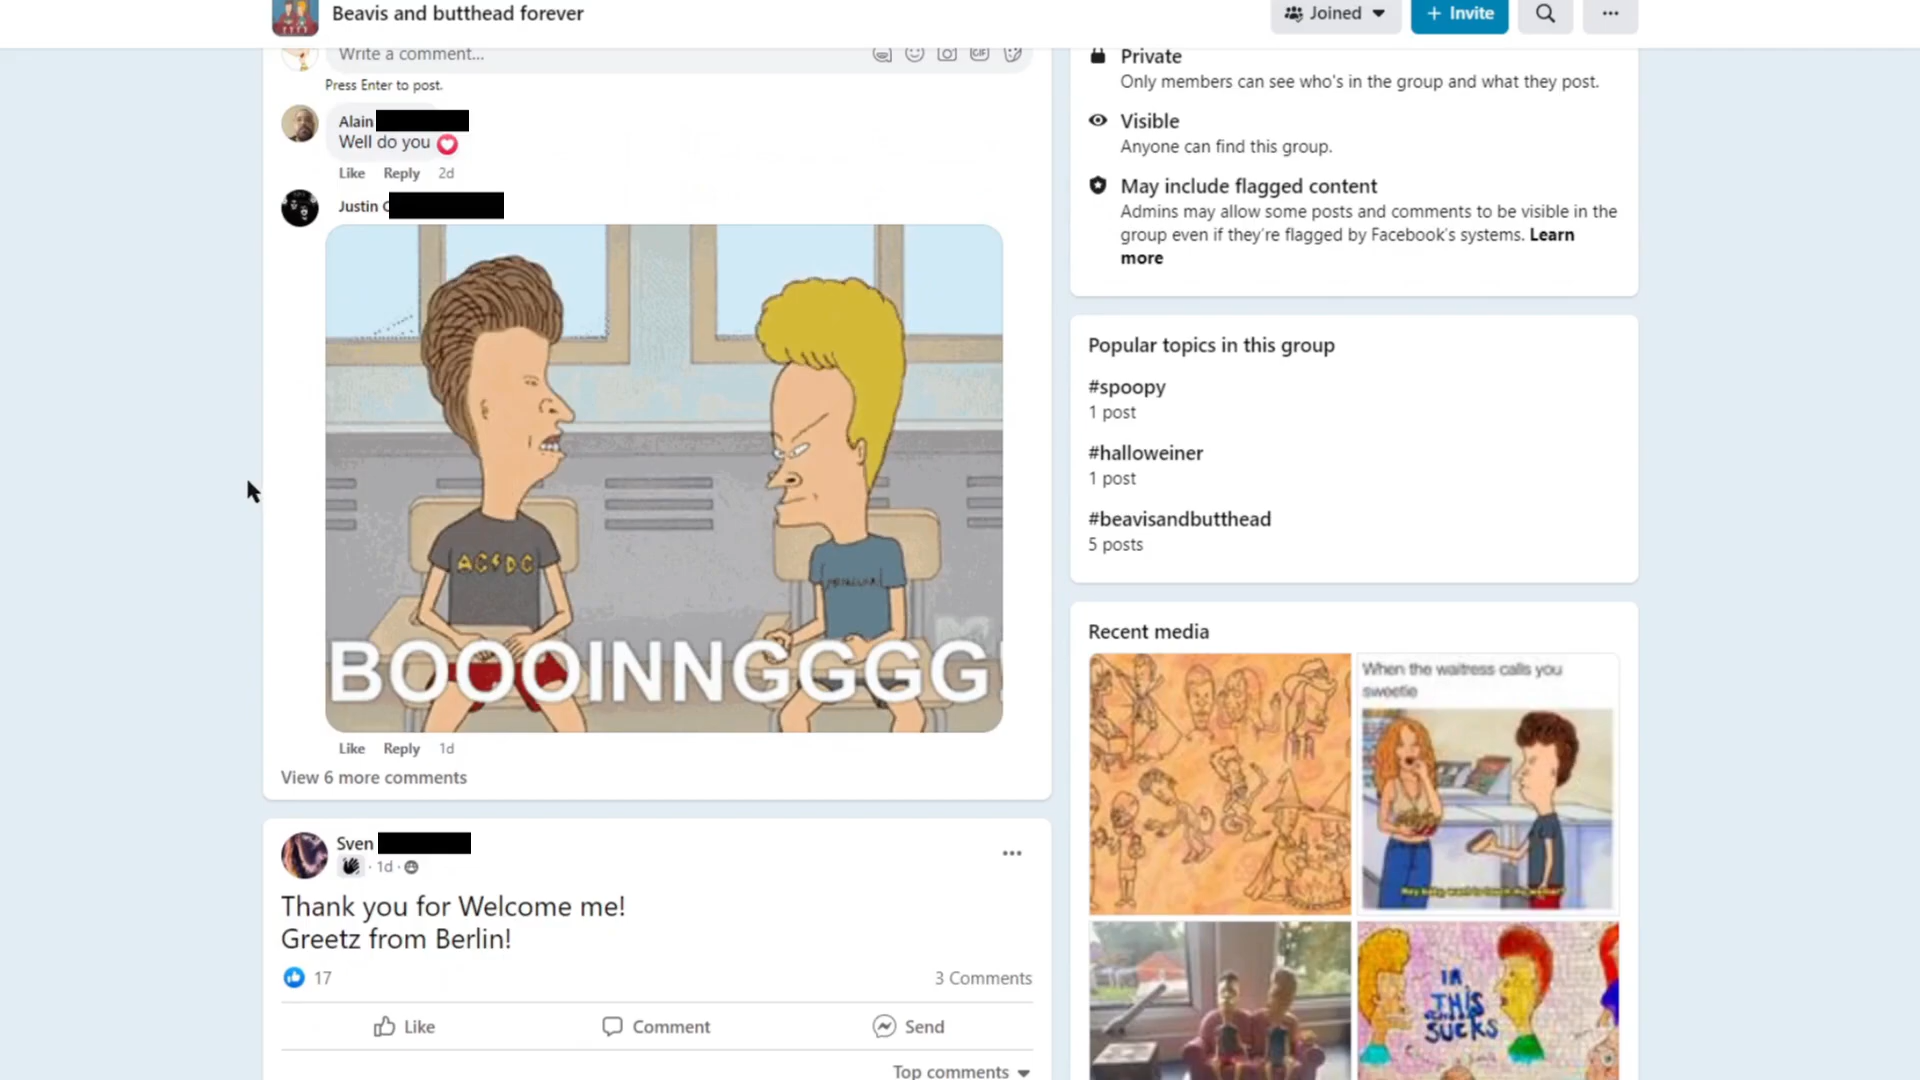 Beavis and butthead forever
Joined
+ Invite
Write a comment...
GIF
Press Enter to post.
Alain
Well do you
Like Reply 2d
Justin
AC⚡DC
BOOOINNGGGG!
Like Reply 1d
View 6 more comments
Sven
· 1d ·
Thank you for Welcome me!
Greetz from Berlin!
17
3 Comments
Like
Comment
Send
Top comments
Private
Only members can see who's in the group and what they post.
Visible
Anyone can find this group.
May include flagged content
Admins may allow some posts and comments to be visible in the
group even if they're flagged by Facebook's systems. Learn
more
Popular topics in this group
#spoopy
1 post
#halloweiner
1 post
#beavisandbutthead
5 posts
Recent media
When the waitress calls you
sweetie
THIS
SUCKS